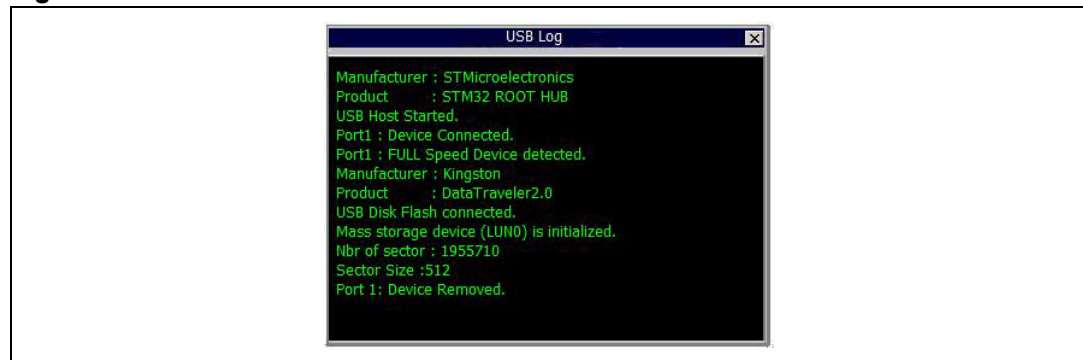 USB Log
Manufacturer : STMicroelectronics
Product : STM32 ROOT HUB
USB Host Started.
Port1 : Device Connected.
Port1 : FULL Speed Device detected.
Manufacturer : Kingston
Product : DataTraveler2.0
USB Disk Flash connected.
Mass storage device (LUN0) is initialized.
Nbr of sector : 1955710
Sector Size :512
Port 1: Device Removed.